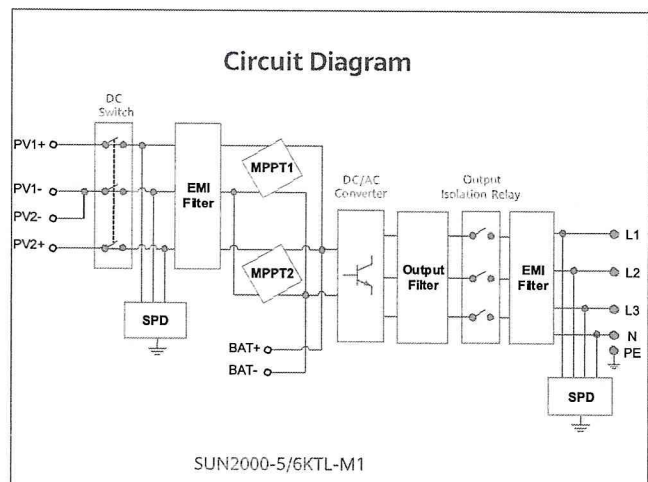 Circuit Diagram
DC
Switch
PV1+
PV1-
PV2-
PV2+
EMI
Filter
MPPT1
MPPT2
SPD
BAT+
BAT-
DC/AC
Converter
Output
Filter
Output
Isolation Relay
EMI
Filter
L1
L2
L3
N
PE
SPD
SUN2000-5/6KTL-M1